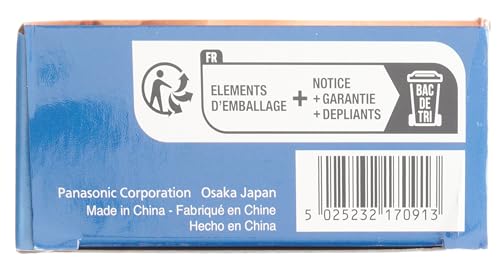 FR
ELEMENTS
D'EMBALLAGE
+
NOTICE
+ GARANTIE
+ DEPLIANTS
BAC
DE
TRI
Panasonic Corporation Osaka Japan
Made in China - Fabriqué en Chine
Hecho en China
5 025232 170913